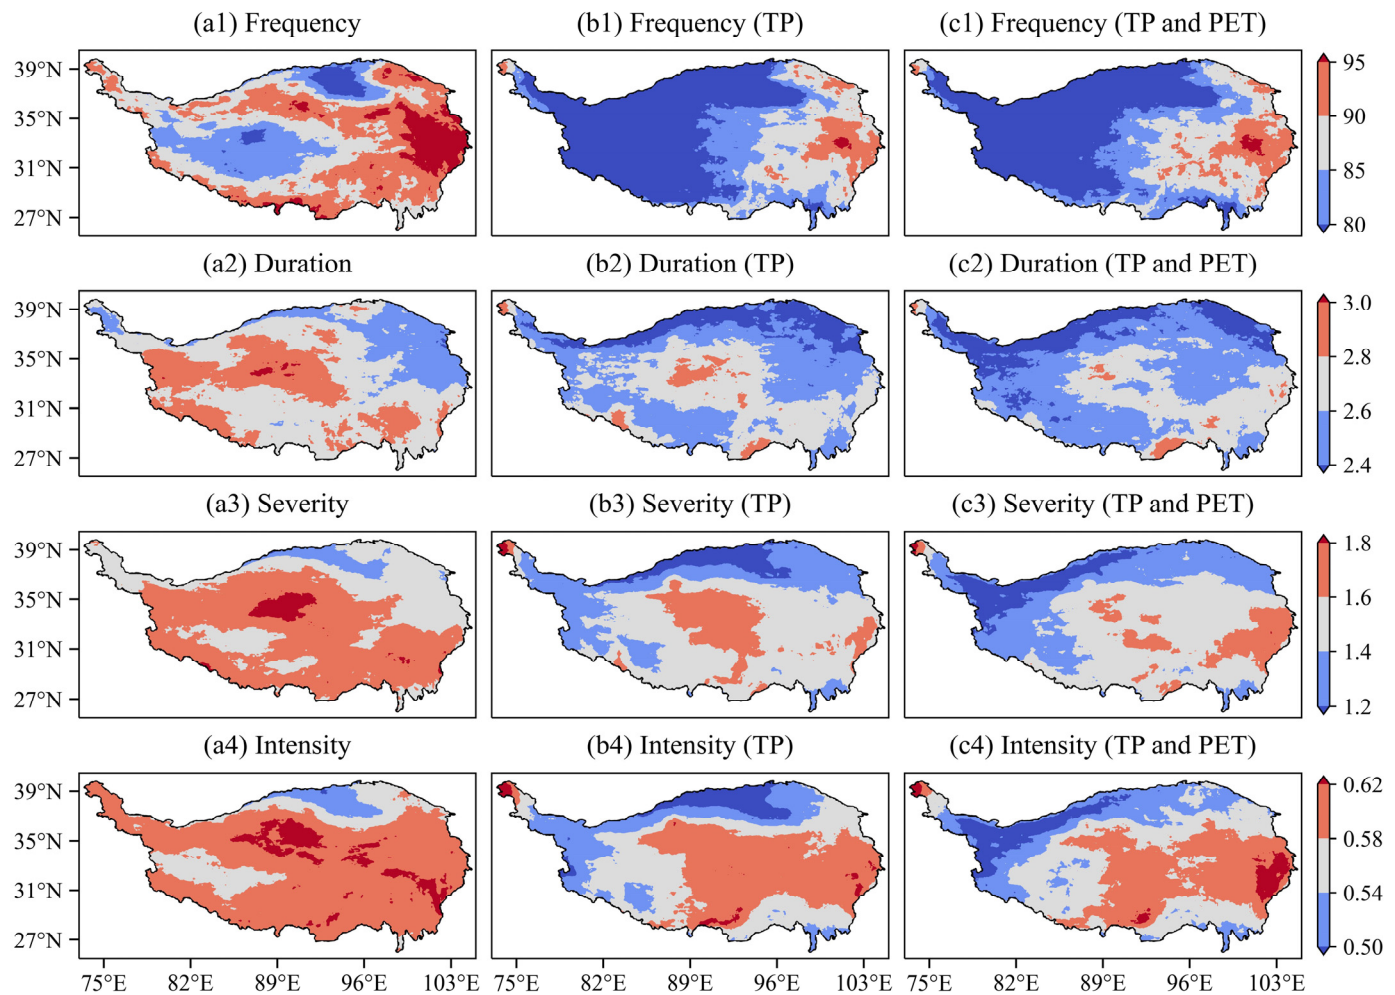 (a1) Frequency (b1) Frequency (TP) (c1) Frequency (TP and PET)
39°N 95
35°N 90
31°N 85
27°N 80
(a2) Duration (b2) Duration (TP) (c2) Duration (TP and PET)
39°N 3.0
35°N 2.8
31°N 2.6
27°N 2.4
(a3) Severity (b3) Severity (TP) (c3) Severity (TP and PET)
39°N 1.8
35°N 1.6
31°N 1.4
27°N 1.2
(a4) Intensity (b4) Intensity (TP) (c4) Intensity (TP and PET)
39°N 0.62
35°N 0.58
31°N 0.54
27°N 0.50
75°E 82°E 89°E 96°E 103°E 75°E 82°E 89°E 96°E 103°E 75°E 82°E 89°E 96°E 103°E